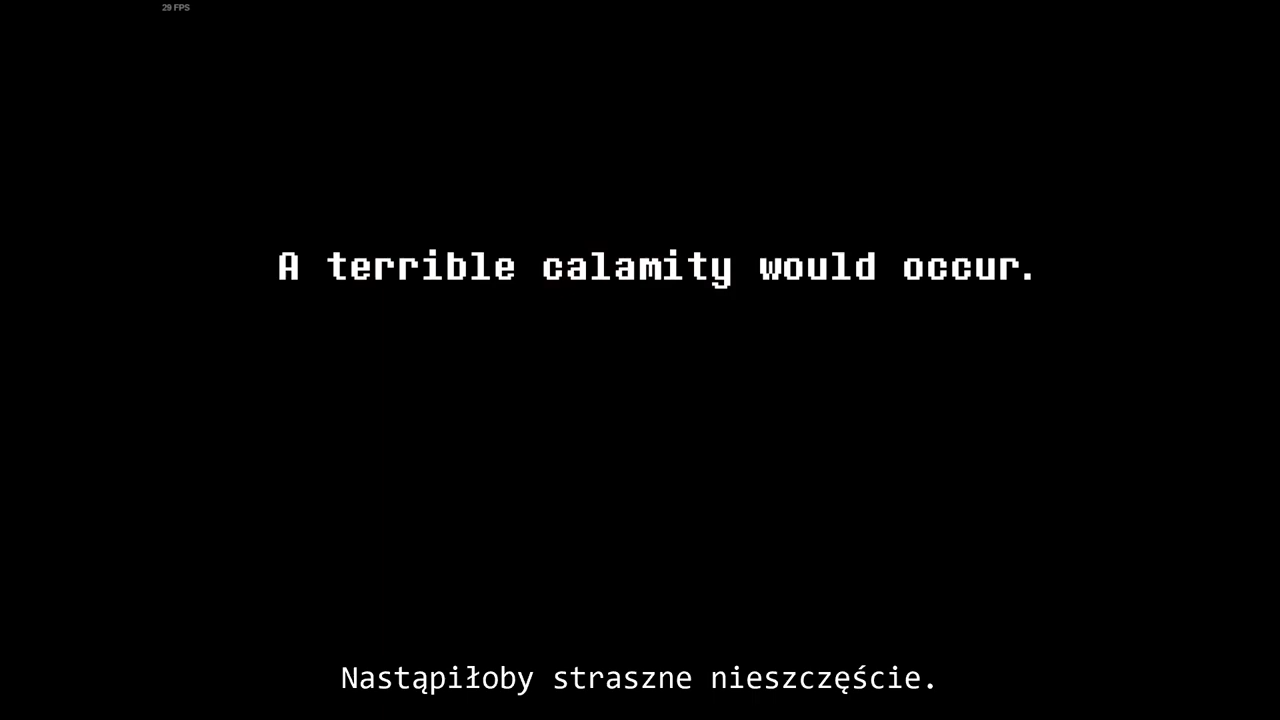 29 FPS
A terrible calamity would occur.
Nastąpiłoby straszne nieszczęście.